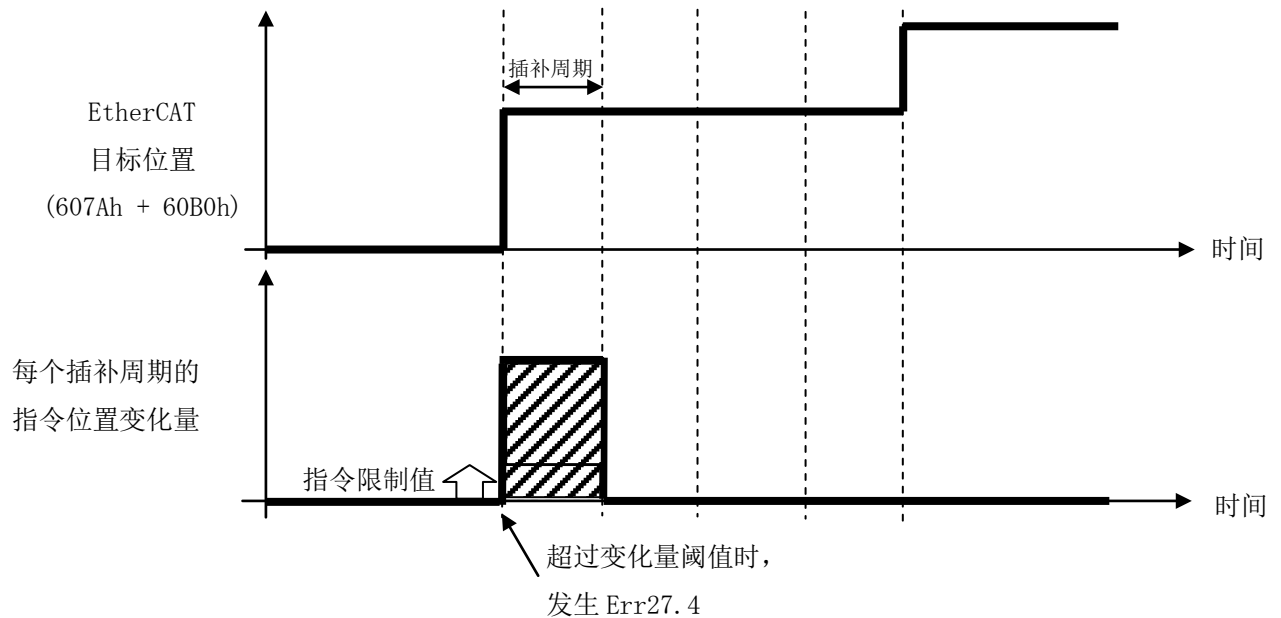 插补周期
EtherCAT
目标位置
(607Ah + 60B0h)
时间
每个插补周期的
指令位置变化量
指令限制值
时间
超过变化量阈值时，
发生 Err27.4